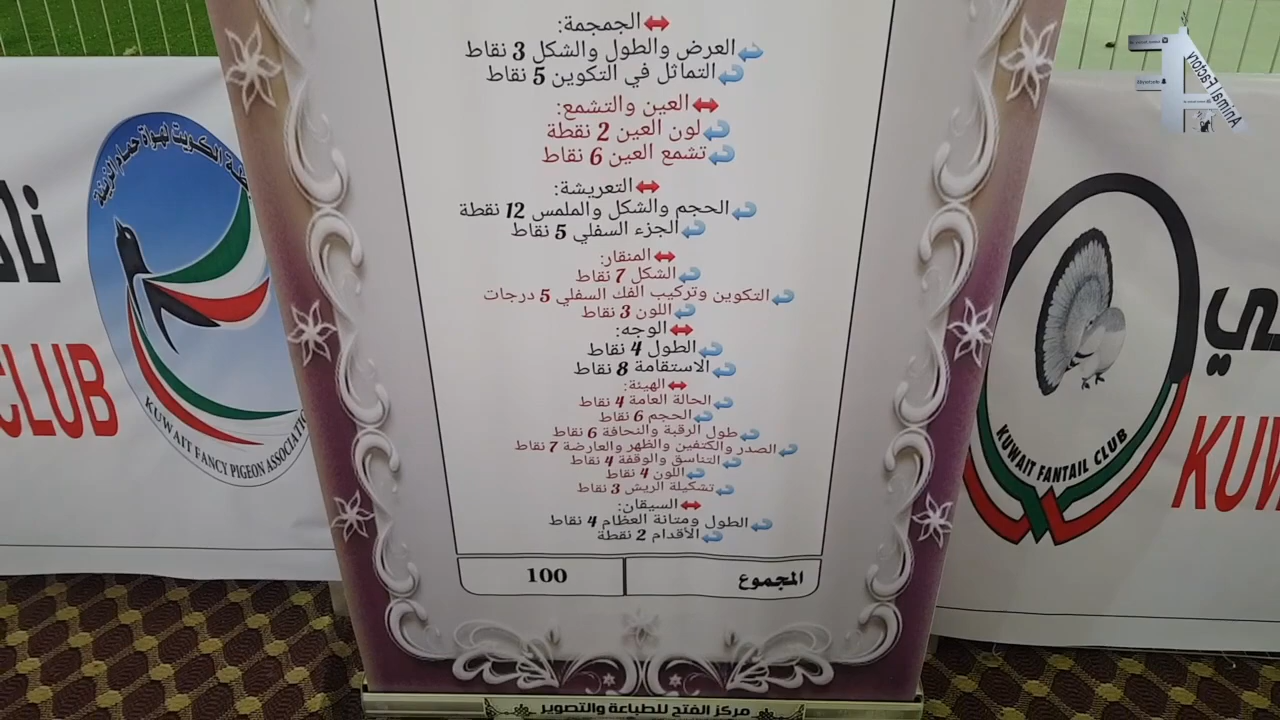 الجمجمة:
العرض والطول والشكل 3 نقاط
التماثل في التكوين 5 نقاط
العين والتشمع:
لون العين 2 نقطة
تشمع العين 6 نقاط
التعريشة:
الحجم والشكل والملمس 12 نقطة
الجزء السفلي 5 نقاط
المنقار:
الشكل 7 نقاط
التكوين وتركيب الفك السفلي 5 درجات
اللون 3 نقاط
الوجه:
الطول 4 نقاط
الاستقامة 8 نقاط
الهيئة:
الحالة العامة 4 نقاط
الحجم 6 نقاط
طول الرقبة والنحافة 6 نقاط
الصدر والكتفين والظهر والعارضة 7 نقاط
التناسق والوقفة 4 نقاط
اللون 4 نقاط
تشكيلة الريش 3 نقاط
السيقان:
الطول ومتانة العظام 4 نقاط
الأقدام 2 نقطة
المجموع 100
مركز الفتح للطباعة والتصوير
الكويت لهواة حمام الزينة
KUWAIT FANCY PIGEON ASSOCIATIO
CLUB
KUWAIT FANTAIL CLUB
KUW
Animal Factory